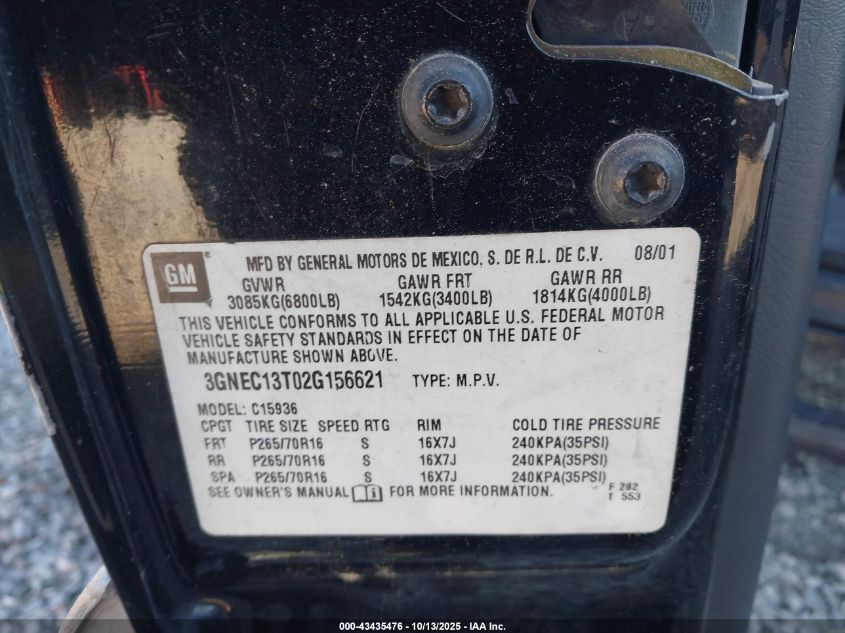 GM
MFD BY GENERAL MOTORS DE MEXICO, S. DE R.L. DE C.V. 08/01
GVWR GAWR FRT GAWR RR
3085KG(6800LB) 1542KG(3400LB) 1814KG(4000LB)
THIS VEHICLE CONFORMS TO ALL APPLICABLE U.S. FEDERAL MOTOR
VEHICLE SAFETY STANDARDS IN EFFECT ON THE DATE OF
MANUFACTURE SHOWN ABOVE.
3GNEC13T02G156621 TYPE: M.P.V.
MODEL: C15936
CPGT TIRE SIZE SPEED RTG RIM COLD TIRE PRESSURE
FRT P265/70R16 S 16X7J 240KPA(35PSI)
RR P265/70R16 S 16X7J 240KPA(35PSI)
SPA P265/70R16 S 16X7J 240KPA(35PSI)
SEE OWNER'S MANUAL FOR MORE INFORMATION.
F 282
T 553
000-43435476 - 10/13/2025 - IAA Inc.